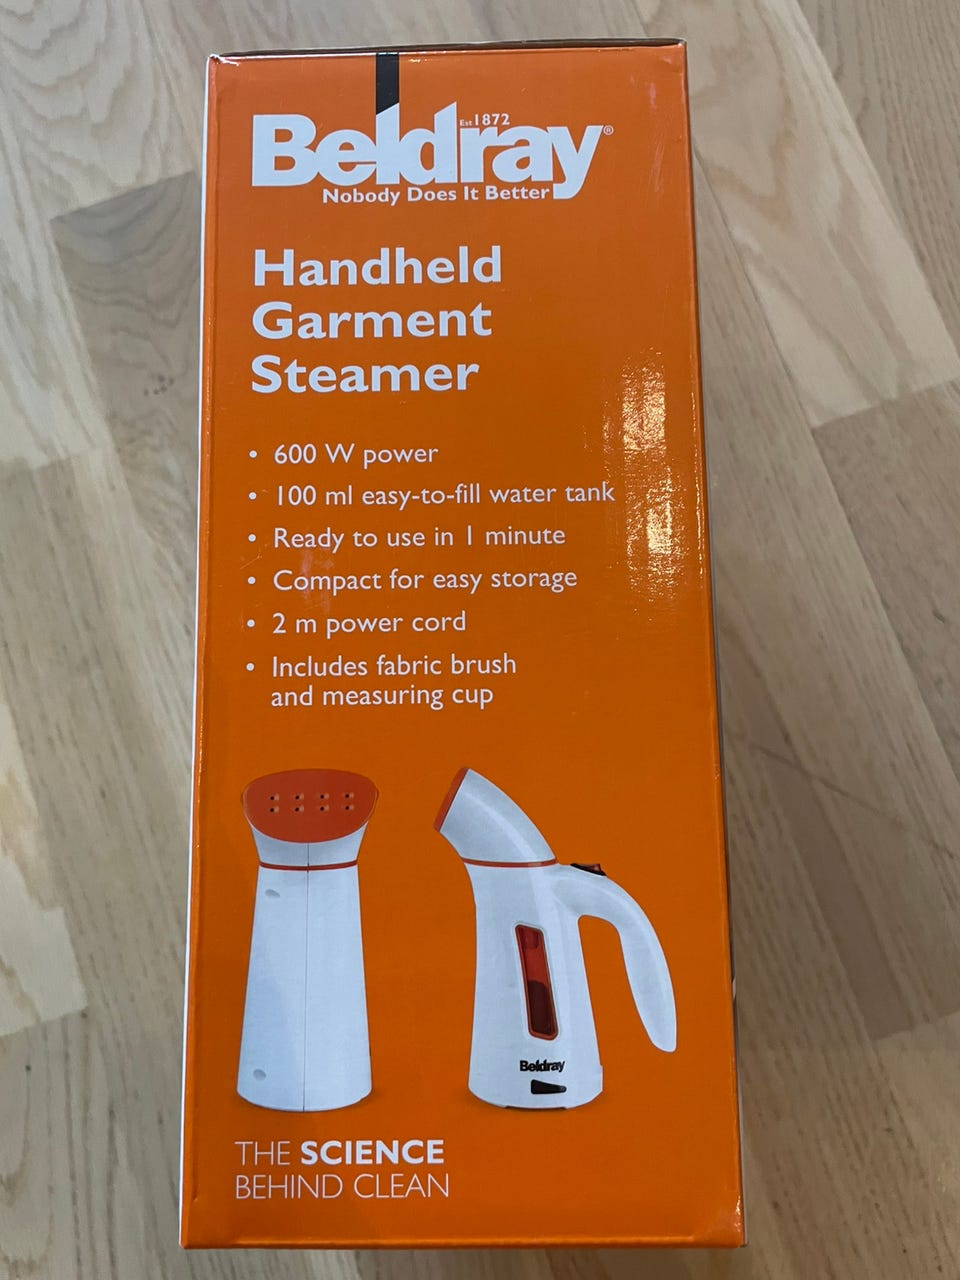 Est 1872
Beldray®
Nobody Does It Better
Handheld
Garment
Steamer
• 600 W power
• 100 ml easy-to-fill water tank
• Ready to use in 1 minute
• Compact for easy storage
• 2 m power cord
• Includes fabric brush
and measuring cup
Beldray
THE SCIENCE
BEHIND CLEAN